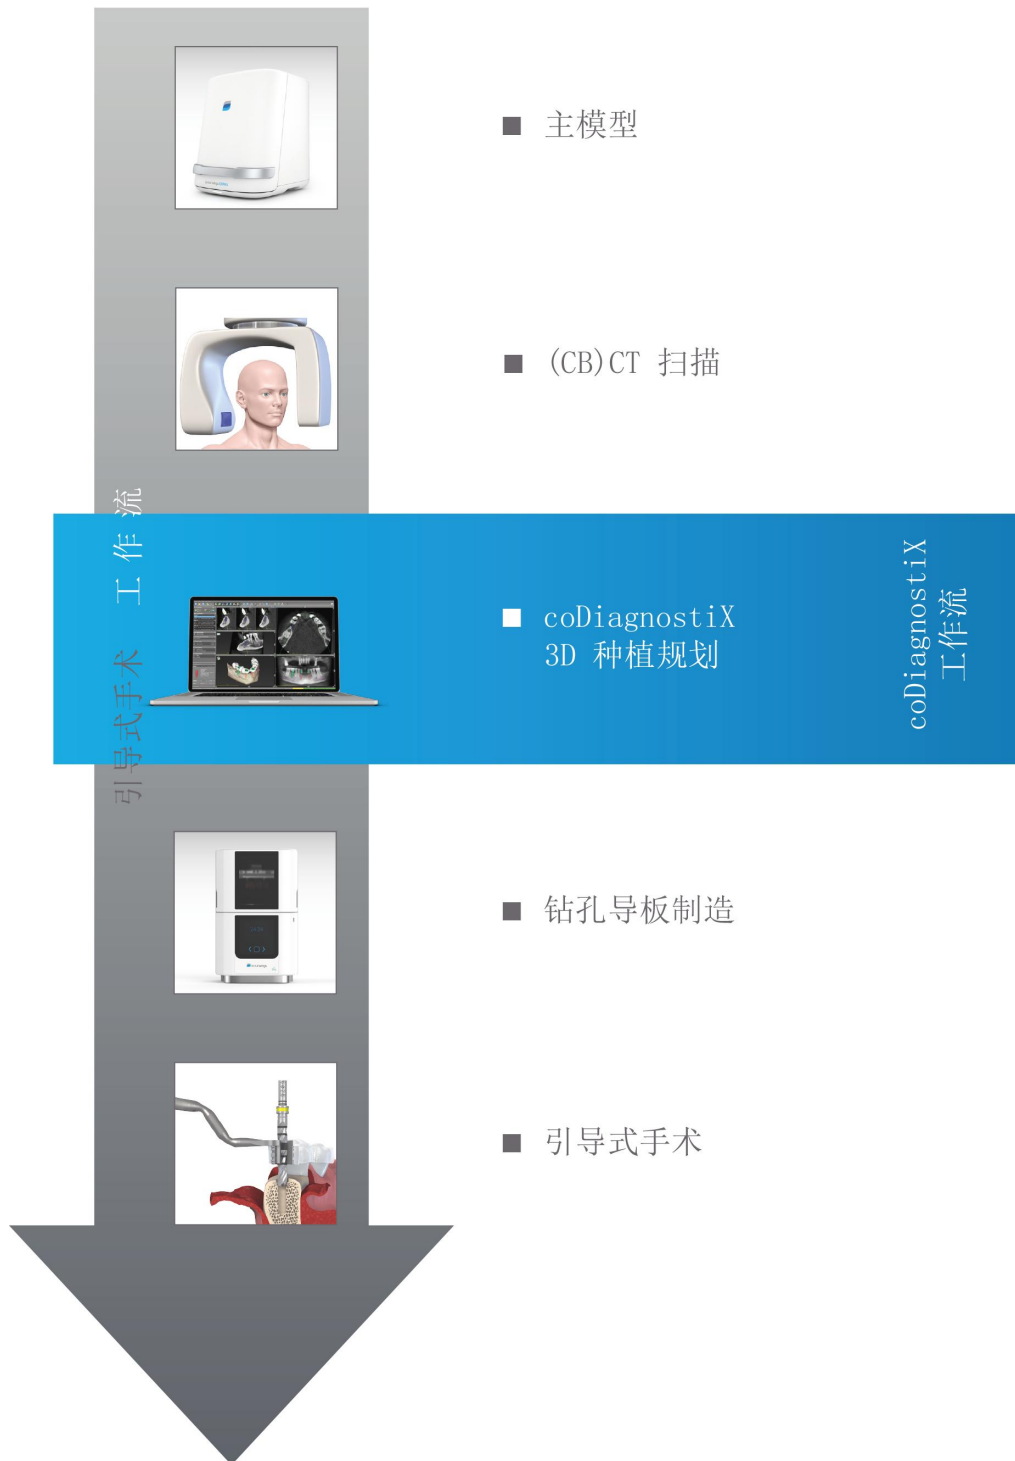 主模型
(CB)CT 扫描
引导式手术 工作流
coDiagnostiX
3D 种植规划
coDiagnostiX
工作流
钻孔导板制造
引导式手术